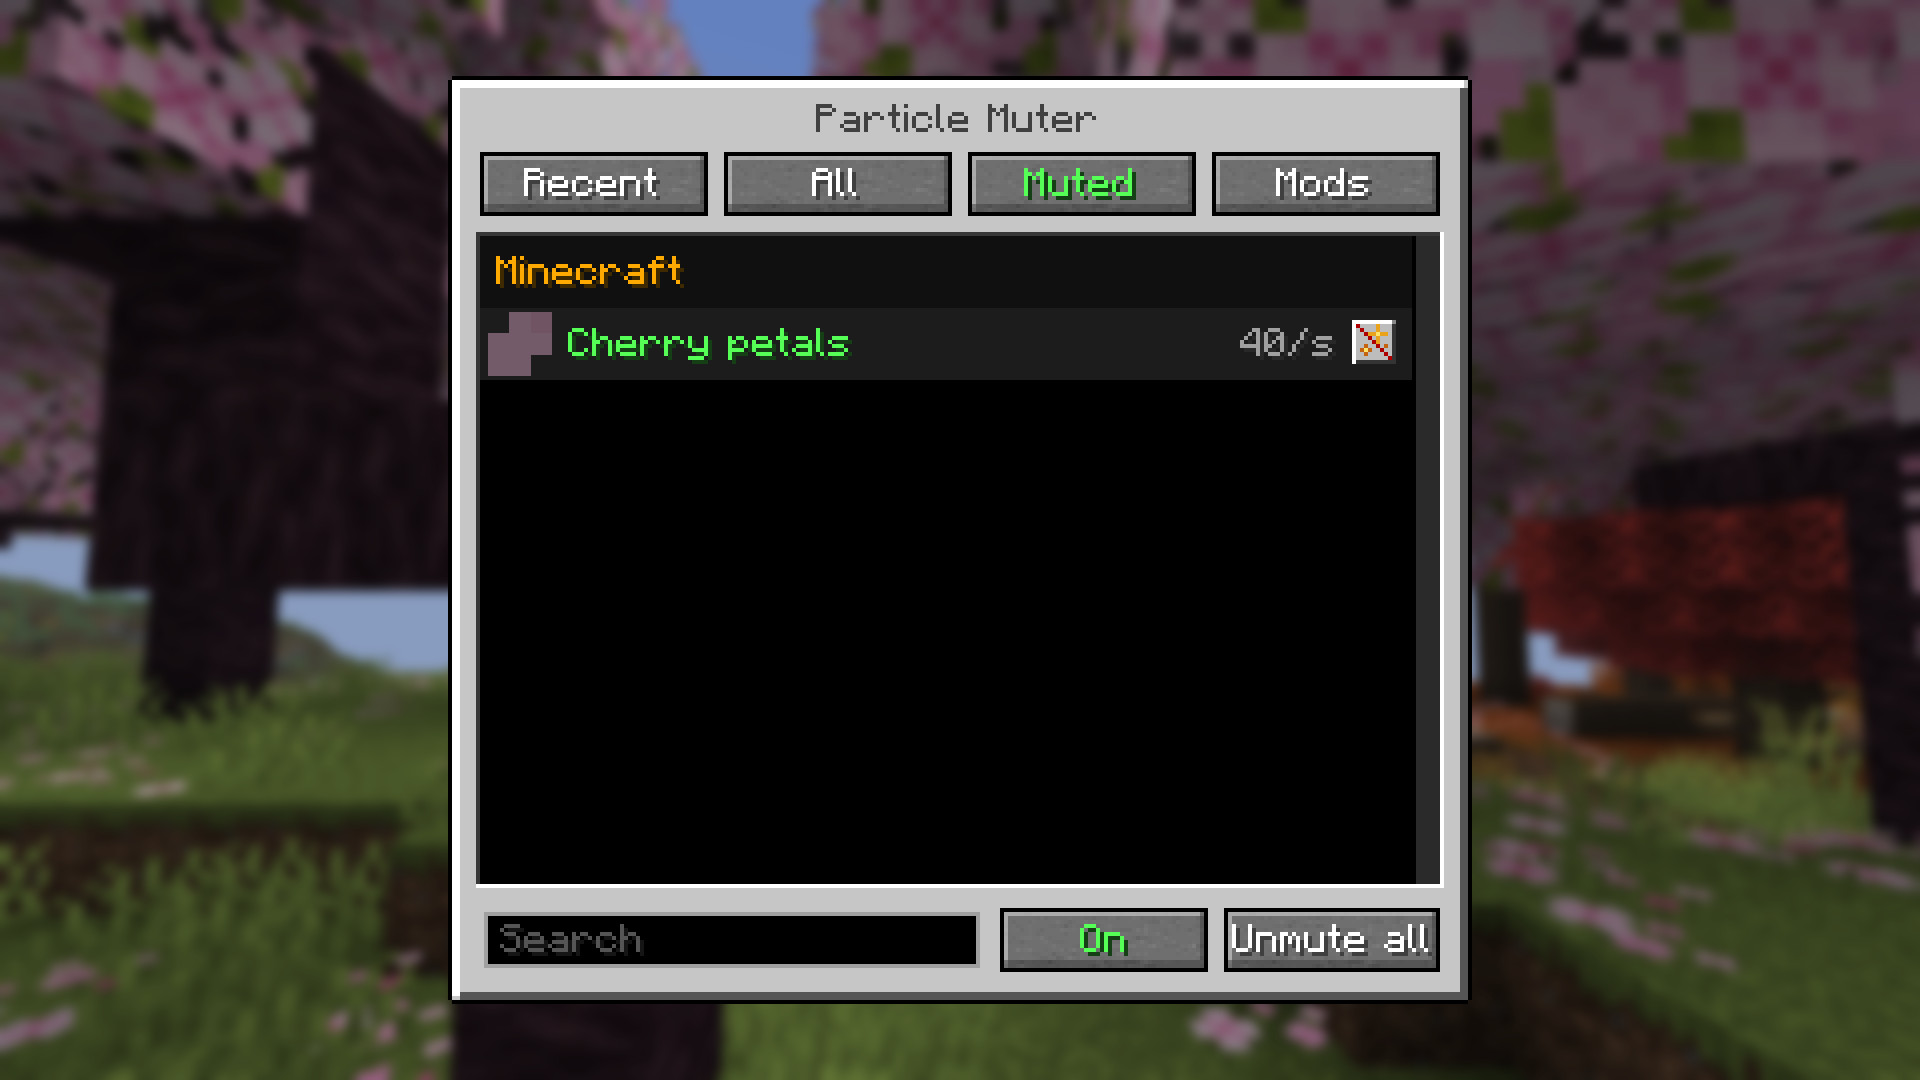 Particle Muter
Recent All Muted Mods
Minecraft
Cherry petals 40/s
Search On Unmute all